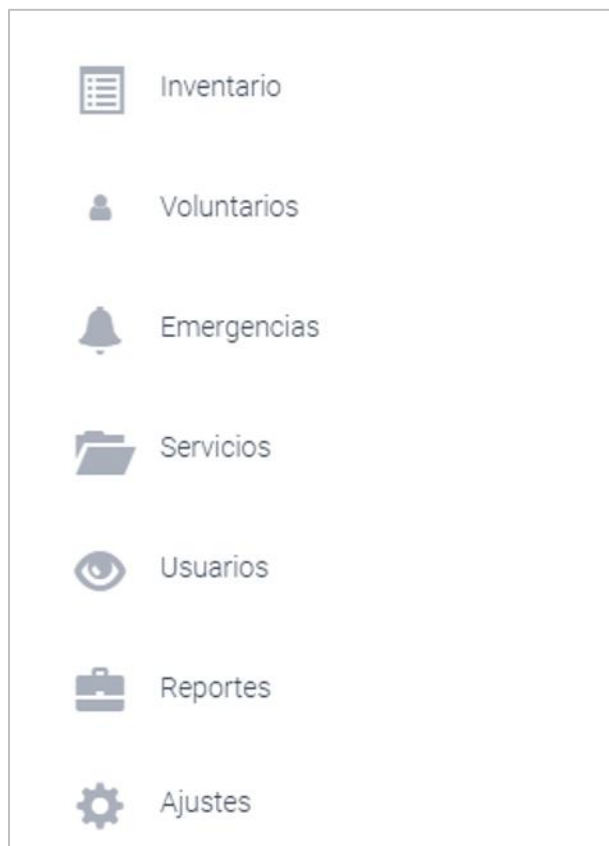 Inventario
Voluntarios
Emergencias
Servicios
Usuarios
Reportes
Ajustes